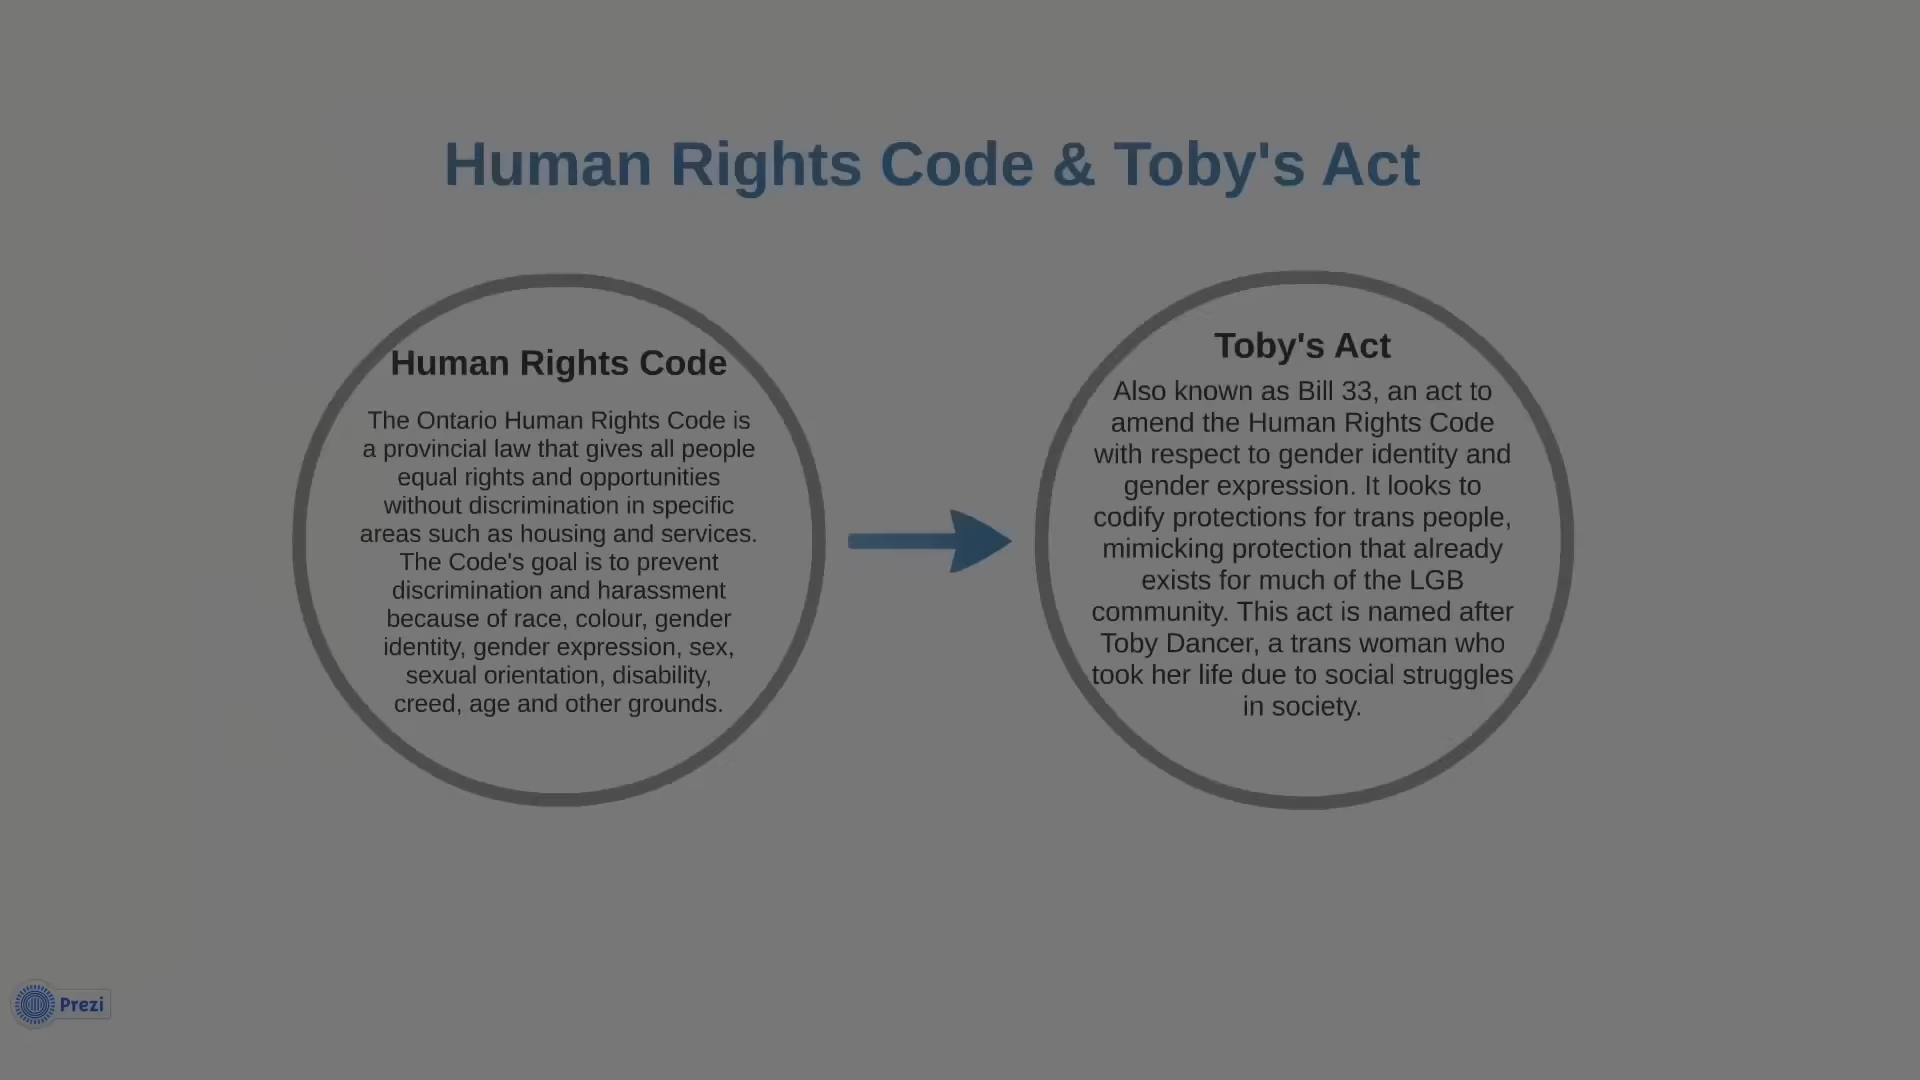 Human Rights Code & Toby's Act
Human Rights Code
The Ontario Human Rights Code is
a provincial law that gives all people
equal rights and opportunities
without discrimination in specific
areas such as housing and services.
The Code's goal is to prevent
discrimination and harassment
because of race, colour, gender
identity, gender expression, sex,
sexual orientation, disability,
creed, age and other grounds.
Toby's Act
Also known as Bill 33, an act to
amend the Human Rights Code
with respect to gender identity and
gender expression. It looks to
codify protections for trans people,
mimicking protection that already
exists for much of the LGB
community. This act is named after
Toby Dancer, a trans woman who
took her life due to social struggles
in society.
Prezi